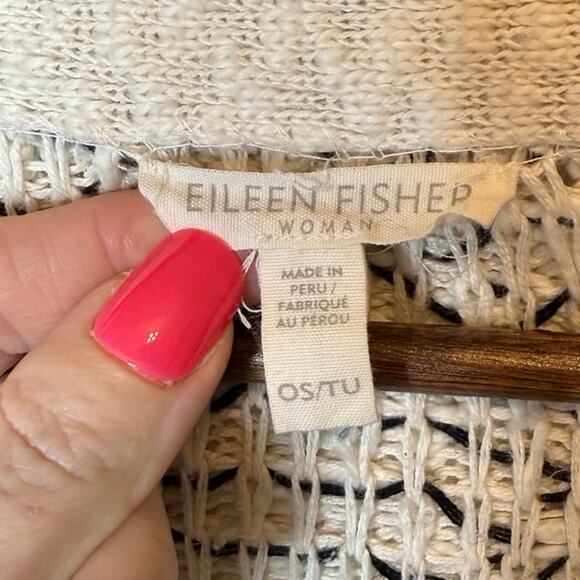 EILEEN FISHER
WOMAN
MADE IN
PERU /
FABRIQUÉ
AU PÉROU
OS/TU